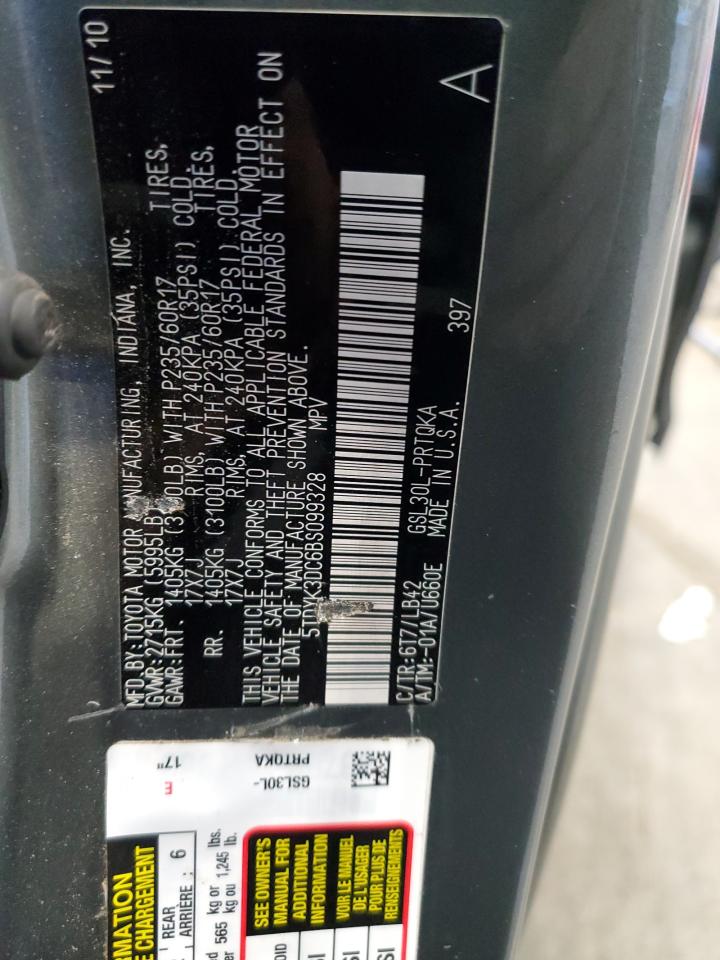 11/10
MFD.BY:TOYOTA MOTOR MANUFACTURING, INDIANA, INC.
GVWR:2715KG (5995LB)
GAWR:FRT. 1405KG (3100LB) WITH P235/60R17 TIRES,
17X7J RIMS, AT 240KPA (35PSI) COLD.
RR. 1405KG (3100LB) WITH P235/60R17 TIRES,
17X7J RIMS, AT 240KPA (35PSI) COLD.
THIS VEHICLE CONFORMS TO ALL APPLICABLE FEDERAL MOTOR
VEHICLE SAFETY AND THEFT PREVENTION STANDARDS IN EFFECT ON
THE DATE OF MANUFACTURE SHOWN ABOVE.
5TDYK3DC6BS099328 MPV
C/TR:6T7/LB42 GSL30L-PRTQKA 397 A
A/TM:-01A/U660E MADE IN U.S.A.
GSL30L-
PRTQKA
17" E
REAR
ARRIÈRE : 6
565 kg or 1,245 lbs.
kg ou lb.
SEE OWNER'S
MANUAL FOR
ADDITIONAL
INFORMATION
VOIR LE MANUEL
DE L'USAGER
POUR PLUS DE
RENSEIGNEMENTS